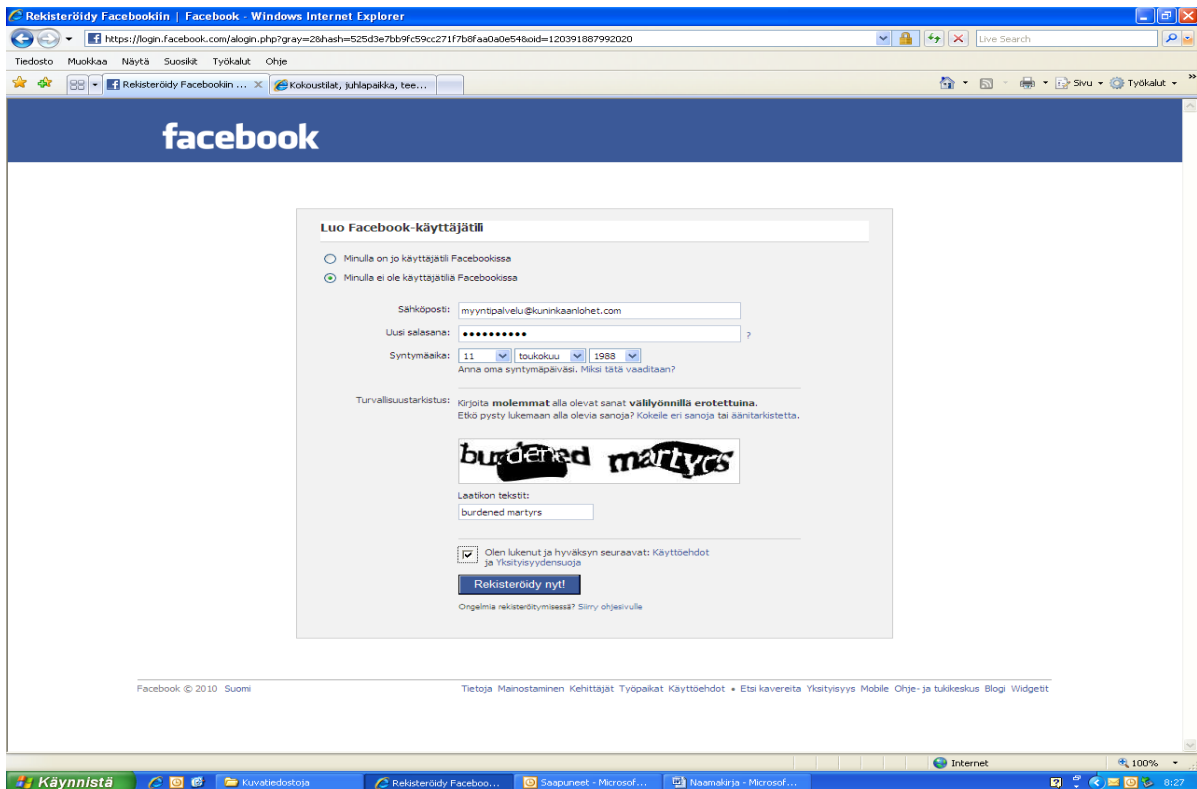 Rekisteröidy Facebookiin | Facebook - Windows Internet Explorer
https://login.facebook.com/alogin.php?gray=2&hash=525d3e7bb9fc59cc271f7b8faa0a0e54&oid=120391887992020
Live Search
Tiedosto Muokkaa Näytä Suosikit Työkalut Ohje
Rekisteröidy Facebookiin ... Kokoustilat, juhlapaikka, tee... Sivu Työkalut
facebook
Luo Facebook-käyttäjätili
Minulla on jo käyttäjätili Facebookissa
Minulla ei ole käyttäjätiliä Facebookissa
Sähköposti: myyntipalvelu@kuninkaanlohet.com
Uusi salasana: •••••••••• ?
Syntymäaika: 11 toukokuu 1988
Anna oma syntymäpäiväsi. Miksi tätä vaaditaan?
Turvallisuustarkistus: Kirjoita molemmat alla olevat sanat välilyönnillä erotettuina.
Etkö pysty lukemaan alla olevia sanoja? Kokeile eri sanoja tai äänitarkistetta.
burdened martyrs
Laatikon tekstit:
burdened martyrs
Olen lukenut ja hyväksyn seuraavat: Käyttöehdot
ja Yksityisyydensuoja
Rekisteröidy nyt!
Ongelmia rekisteröitymisessä? Siirry ohjesivulle
Facebook © 2010 Suomi
Tietoja Mainostaminen Kehittäjät Työpaikat Käyttöehdot • Etsi kavereita Yksityisyys Mobile Ohje- ja tukikeskus Blogi Widgetit
Internet 100%
Käynnistä Kuvatiedostoja Rekisteröidy Faceboo... Saapuneet - Microsof... Naamakirja - Microsof... 8:27